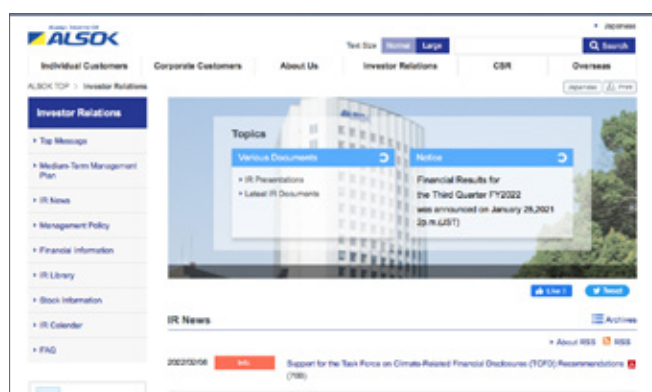 ALSOK
Japanese
Text Size Normal Large Search
Individual Customers Corporate Customers About Us Investor Relations CSR Overseas
ALSOK TOP > Investor Relations Japanese Print
Investor Relations
Top Message
Medium-Term Management
Plan
IR News
Management Policy
Financial Information
IR Library
Stock Information
IR Calender
FAQ
Topics
Various Documents
IR Presentations
Latest IR Documents
Notice
Financial Results for
the Third Quarter FY2022
was announced on January 28,2021
2p.m.(JST)
Like Tweet
IR News Archives
About RSS RSS
2022/02/08 Info Support for the Task Force on Climate-Related Financial Disclosures (TCFD) Recommendations